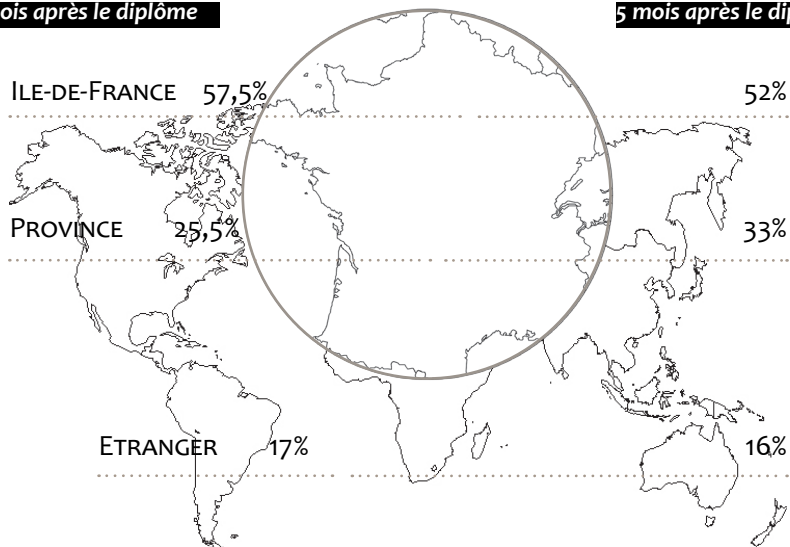 ois après le diplôme 5 mois après le dip
ILE-DE-FRANCE 57,5% 52%
PROVINCE 25,5% 33%
ETRANGER 17% 16%